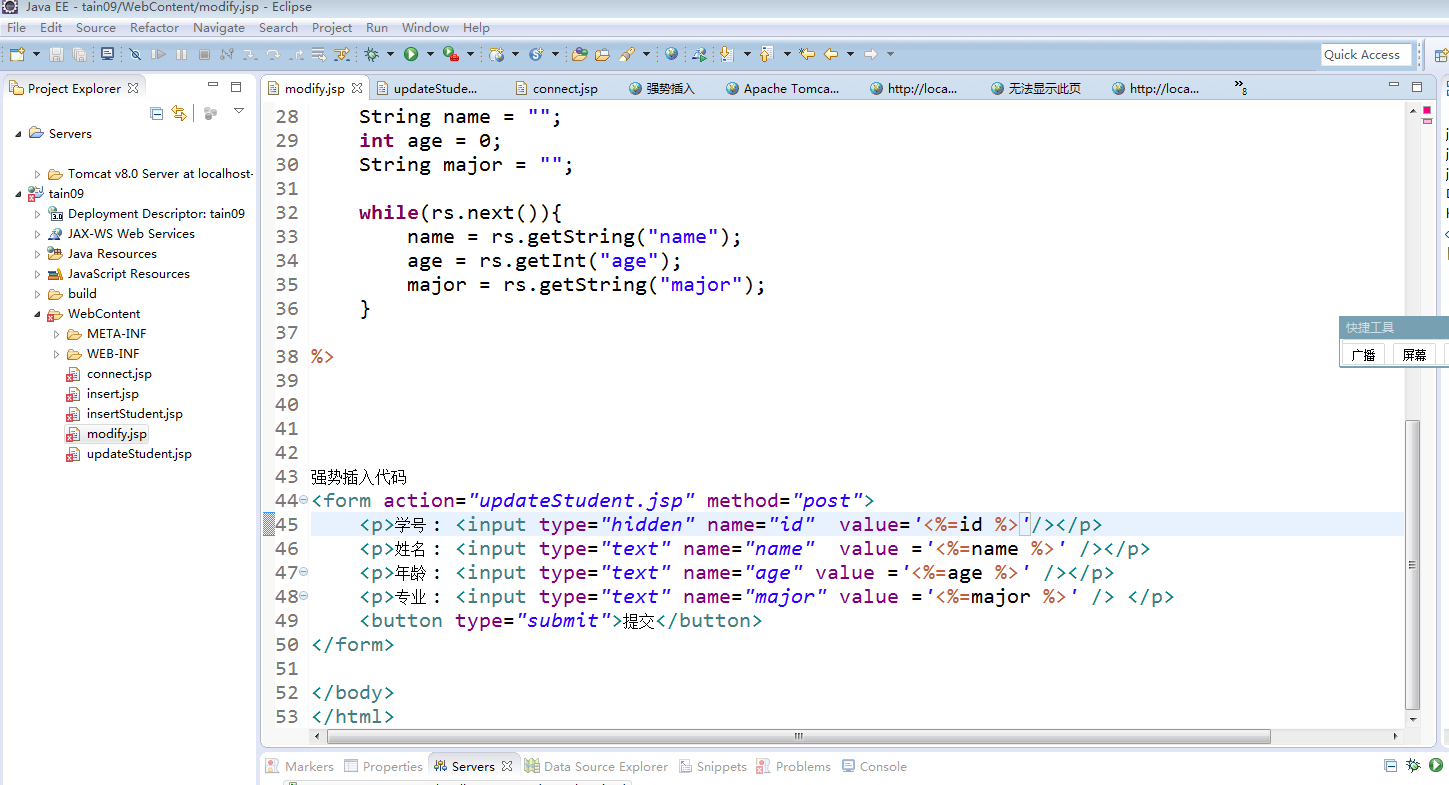 Java EE - tain09/WebContent/modify.jsp - Eclipse
File Edit Source Refactor Navigate Search Project Run Window Help
Quick Access
Project Explorer
Servers
Tomcat v8.0 Server at localhost-
tain09
Deployment Descriptor: tain09
JAX-WS Web Services
Java Resources
JavaScript Resources
build
WebContent
META-INF
WEB-INF
connect.jsp
insert.jsp
insertStudent.jsp
modify.jsp
updateStudent.jsp
modify.jsp updateStude... connect.jsp 强势插入 Apache Tomca... http://loca... 无法显示此页 http://loca... »8
28 String name = "";
29 int age = 0;
30 String major = "";
31
32 while(rs.next()){
33 name = rs.getString("name");
34 age = rs.getInt("age");
35 major = rs.getString("major");
36 }
37
38 %>
39
40
41
42
43 强势插入代码
44 <form action="updateStudent.jsp" method="post">
45 <p>学号：<input type="hidden" name="id"  value='<%=id %>'/></p>
46 <p>姓名：<input type="text" name="name"  value ='<%=name %>' /></p>
47 <p>年龄：<input type="text" name="age" value ='<%=age %>' /></p>
48 <p>专业：<input type="text" name="major" value ='<%=major %>' /> </p>
49 <button type="submit">提交</button>
50 </form>
51
52 </body>
53 </html>
快捷工具
广播 屏幕
Markers Properties Servers Data Source Explorer Snippets Problems Console